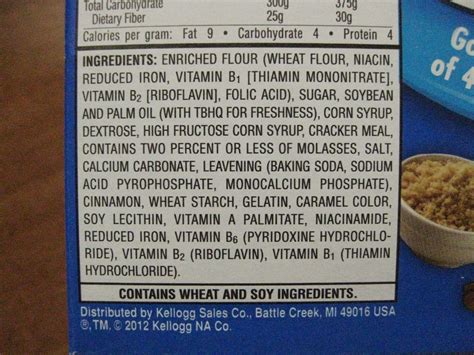 Total Carbohydrate 300g 375g
Dietary Fiber 25g 30g
Calories per gram: Fat 9 • Carbohydrate 4 • Protein 4
INGREDIENTS: ENRICHED FLOUR (WHEAT FLOUR, NIACIN,
REDUCED IRON, VITAMIN B1 [THIAMIN MONONITRATE],
VITAMIN B2 [RIBOFLAVIN], FOLIC ACID), SUGAR, SOYBEAN
AND PALM OIL (WITH TBHQ FOR FRESHNESS), CORN SYRUP,
DEXTROSE, HIGH FRUCTOSE CORN SYRUP, CRACKER MEAL,
CONTAINS TWO PERCENT OR LESS OF MOLASSES, SALT,
CALCIUM CARBONATE, LEAVENING (BAKING SODA, SODIUM
ACID PYROPHOSPHATE, MONOCALCIUM PHOSPHATE),
CINNAMON, WHEAT STARCH, GELATIN, CARAMEL COLOR,
SOY LECITHIN, VITAMIN A PALMITATE, NIACINAMIDE,
REDUCED IRON, VITAMIN B6 (PYRIDOXINE HYDROCHLO-
RIDE), VITAMIN B2 (RIBOFLAVIN), VITAMIN B1 (THIAMIN
HYDROCHLORIDE).
CONTAINS WHEAT AND SOY INGREDIENTS.
Distributed by Kellogg Sales Co., Battle Creek, MI 49016 USA
®, TM, © 2012 Kellogg NA Co.
of 4